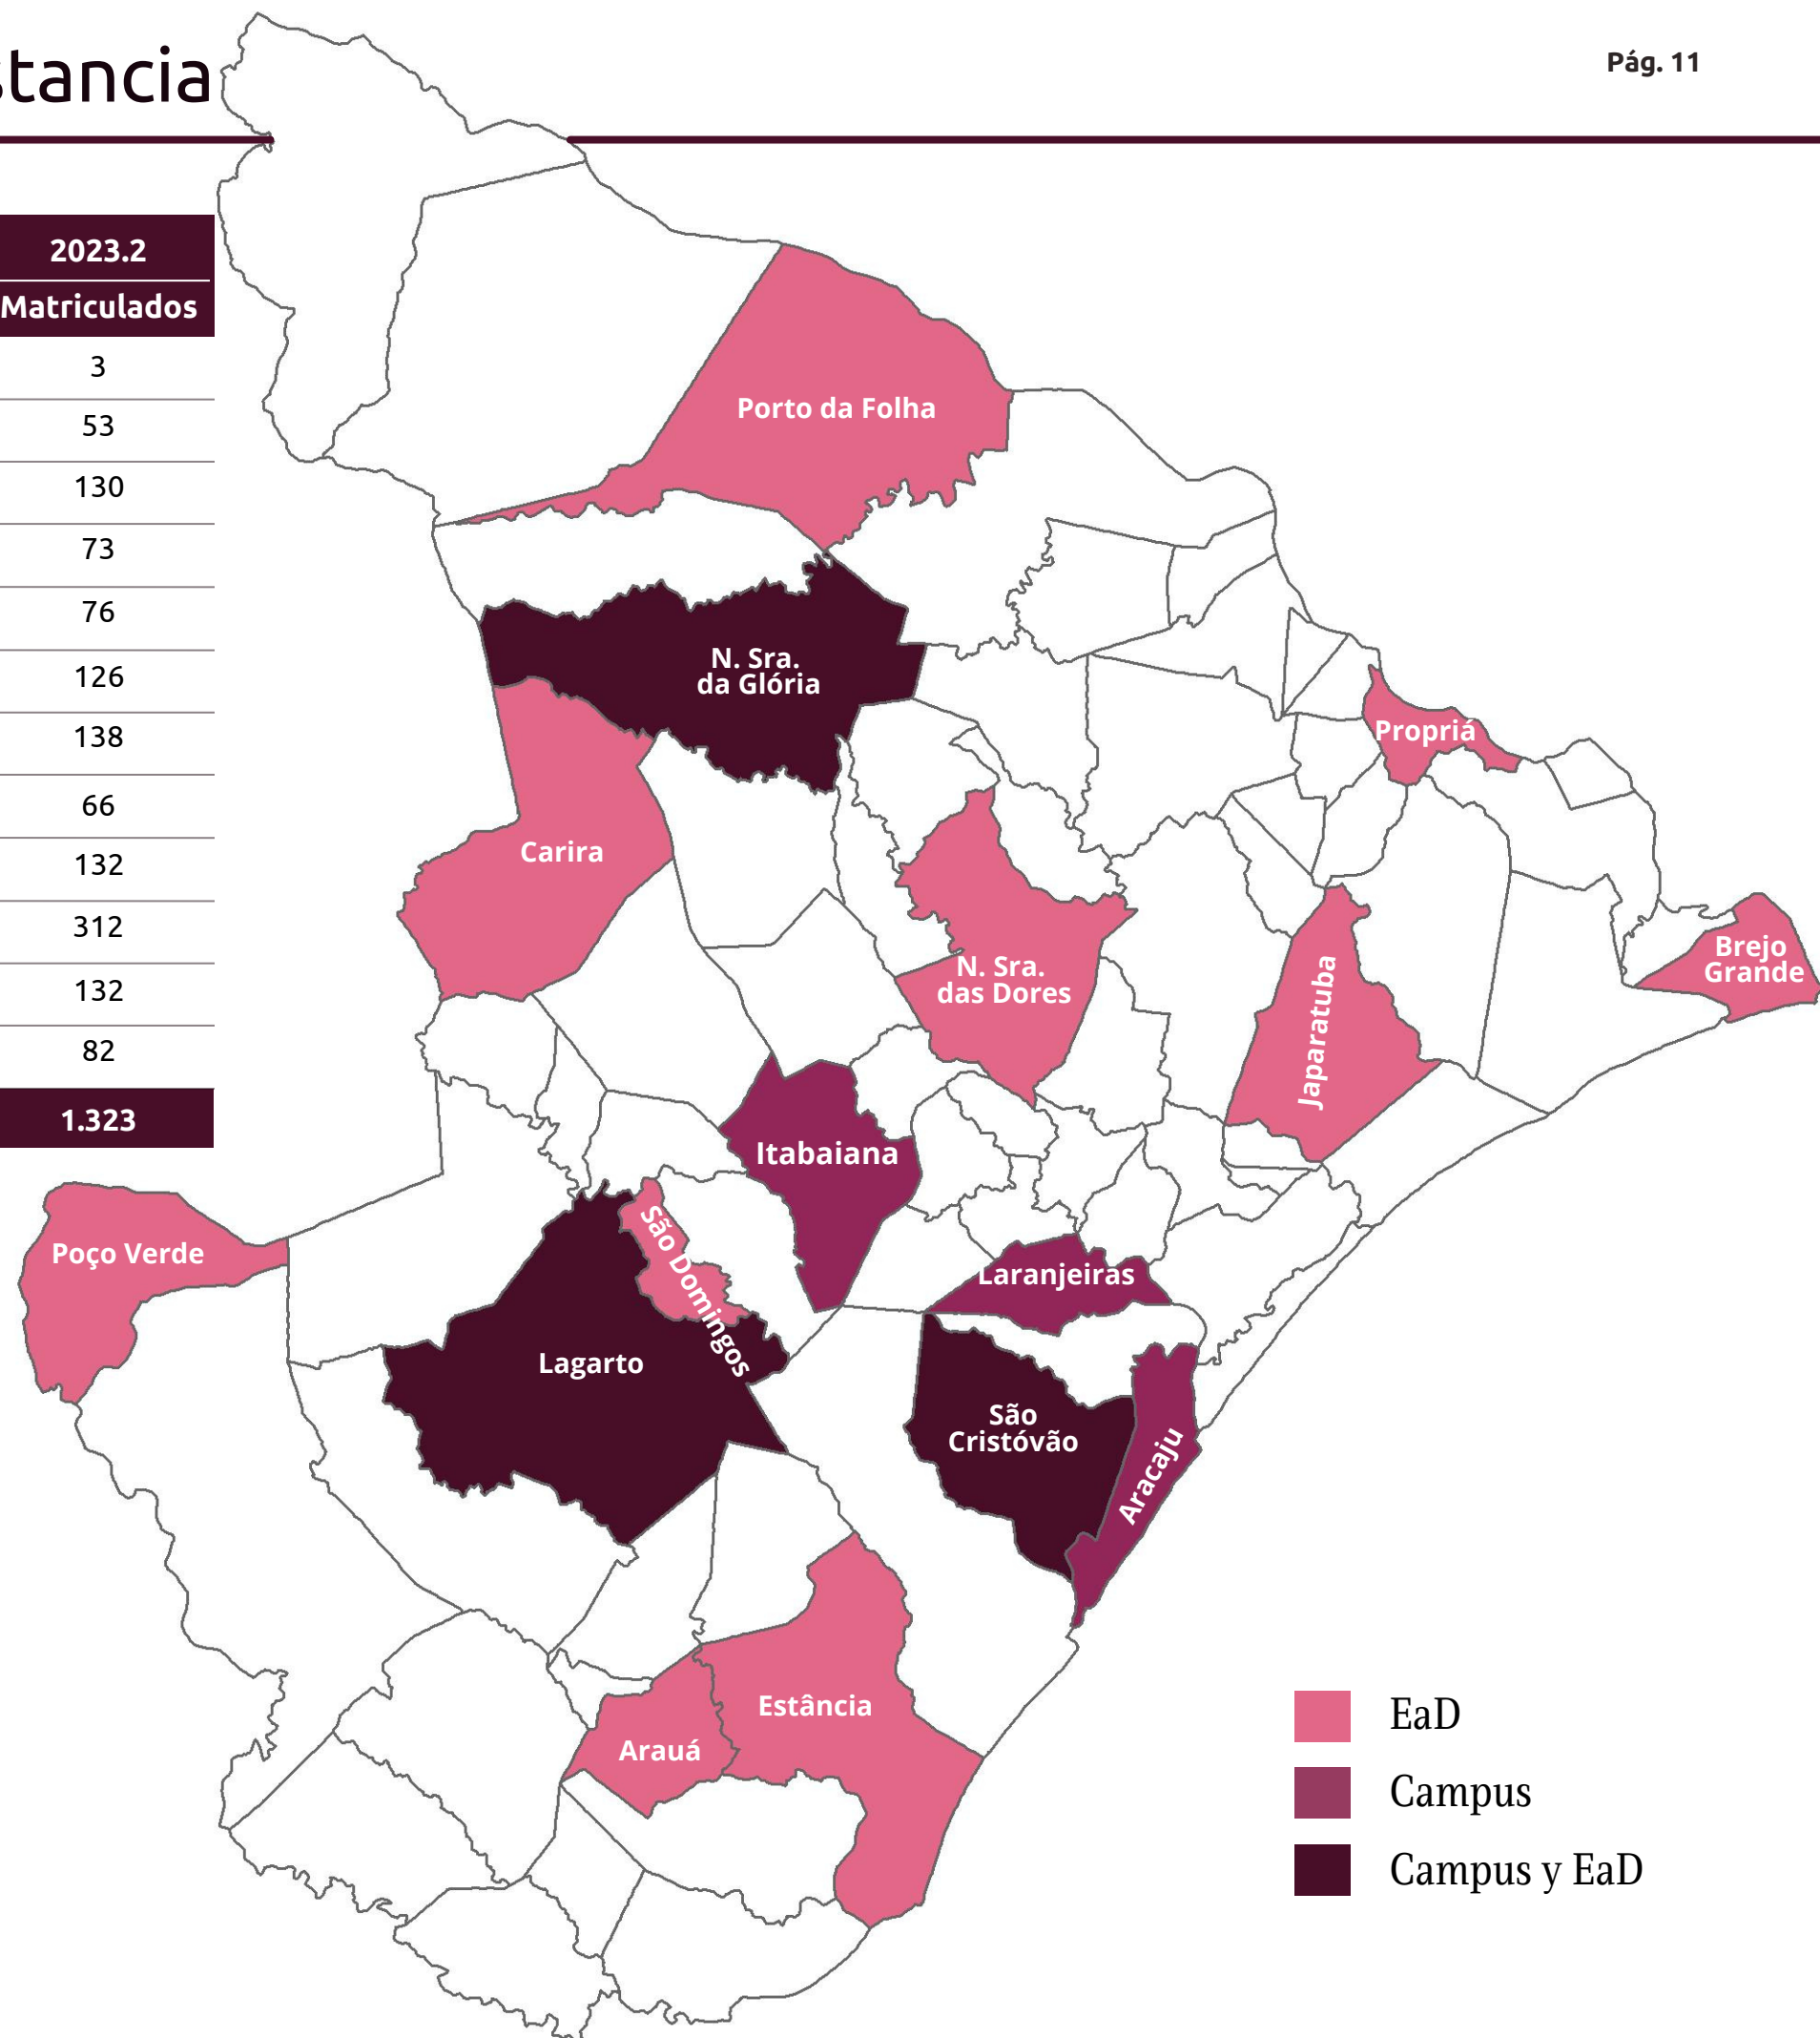 stancia
Pág. 11
2023.2
Matriculados
3
53
130
73
76
126
138
66
132
312
132
82
1.323
Porto da Folha
N. Sra.
da Glória
Propriá
Carira
Brejo
Grande
N. Sra.
das Dores
Japaratuba
Itabaiana
São Domingos
Poço Verde
Laranjeiras
Lagarto
São
Cristóvão
Aracaju
Estância
Arauá
EaD
Campus
Campus y EaD